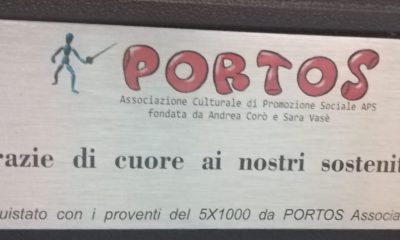 PORTOS
Associazione Culturale di Promozione Sociale APS
fondata da Andrea Corò e Sara Vasè
razie di cuore ai nostri sostenit
uistato con i proventi del 5X1000 da PORTOS Associa